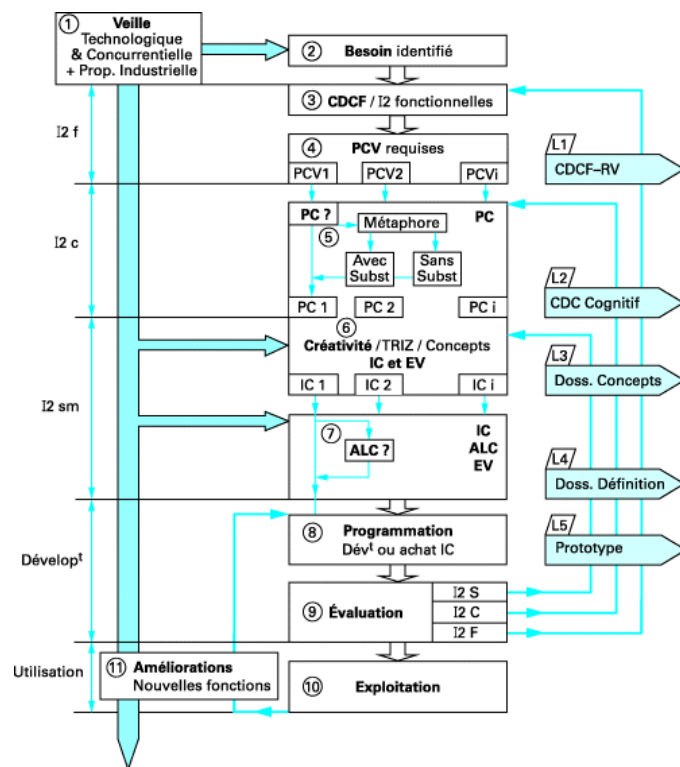 ① Veille
Technologique
& Concurrentielle
+ Prop. Industrielle
② Besoin identifié
③ CDCF / I2 fonctionnelles
I2 f
④ PCV requises
PCV1 PCV2 PCVi
L1
CDCF–RV
I2 c
PC ? Métaphore PC
⑤
Avec
Subst
Sans
Subst
PC 1 PC 2 PC i
L2
CDC Cognitif
⑥
Créativité /TRIZ / Concepts
IC et EV
IC 1 IC 2 IC i
L3
Doss. Concepts
I2 sm
⑦
ALC ?
IC
ALC
EV
L4
Doss. Définition
⑧ Programmation
Dévᵗ ou achat IC
L5
Prototype
Dévelopᵗ
⑨ Évaluation
I2 S
I2 C
I2 F
Utilisation
⑪ Améliorations
Nouvelles fonctions
⑩ Exploitation